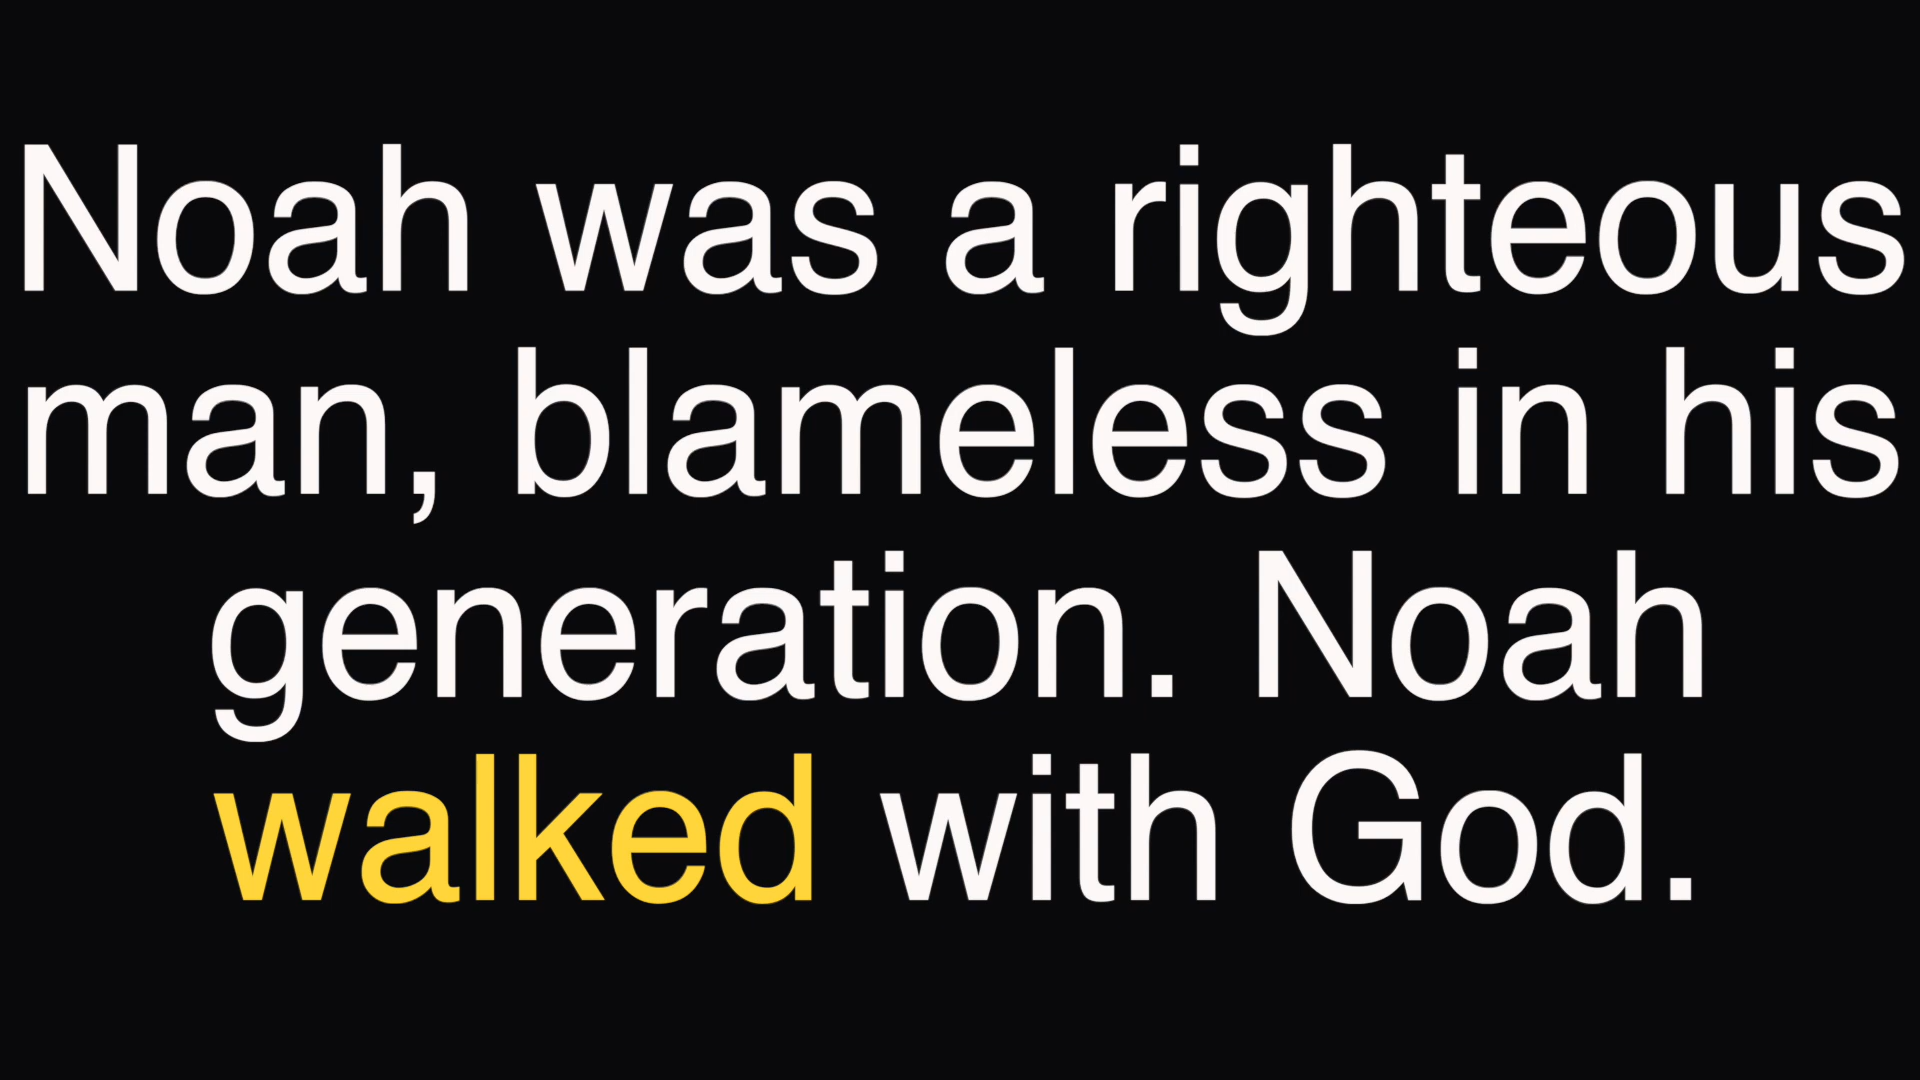 Noah was a righteous
man, blameless in his
generation. Noah
walked with God.